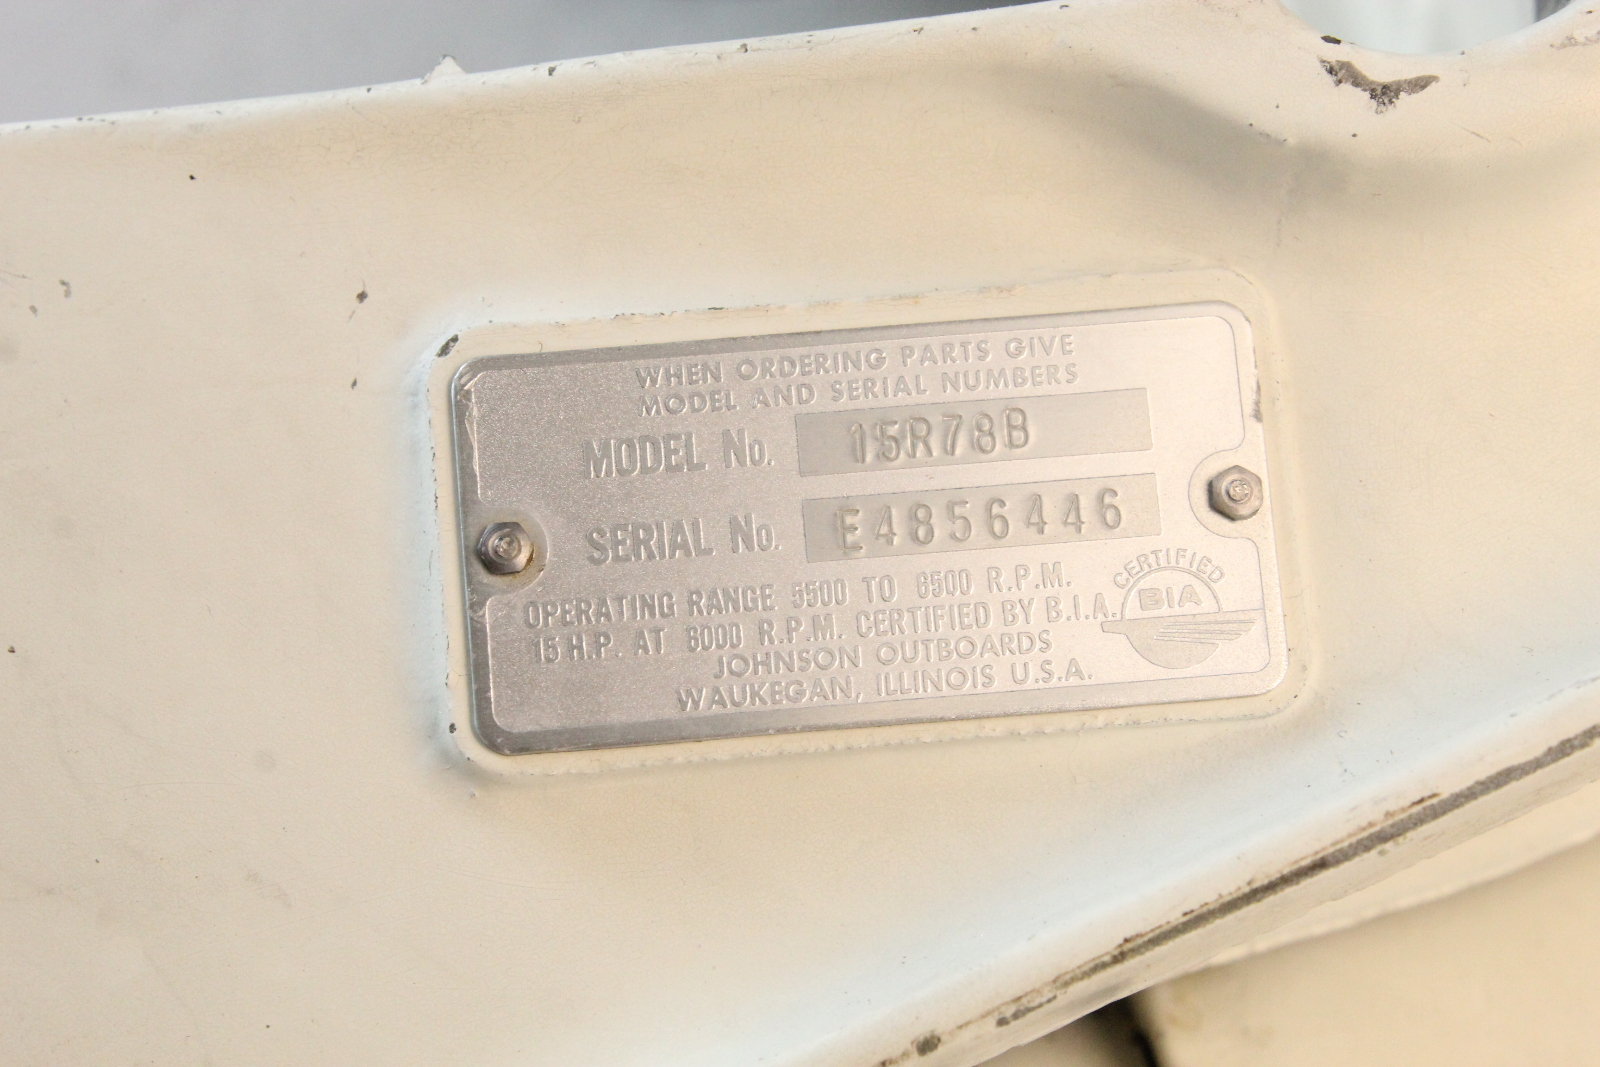 WHEN ORDERING PARTS GIVE
MODEL AND SERIAL NUMBERS
MODEL No. 15R78B
SERIAL No. E4856446
OPERATING RANGE 5500 TO 6500 R.P.M.
15 H.P. AT 6000 R.P.M. CERTIFIED BY B.I.A.
JOHNSON OUTBOARDS
WAUKEGAN, ILLINOIS U.S.A.
CERTIFIED
BIA